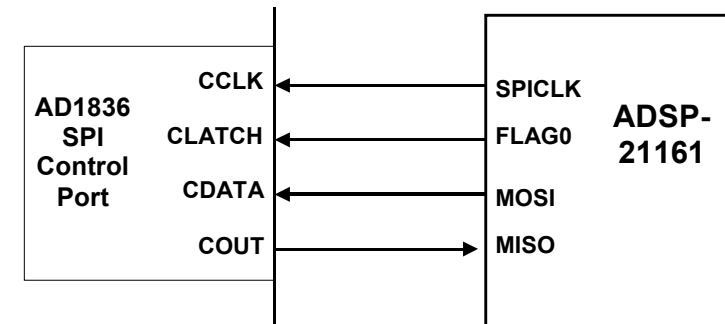 AD1836
SPI
Control
Port
CCLK
CLATCH
CDATA
COUT
SPICLK
FLAG0
MOSI
MISO
ADSP-
21161